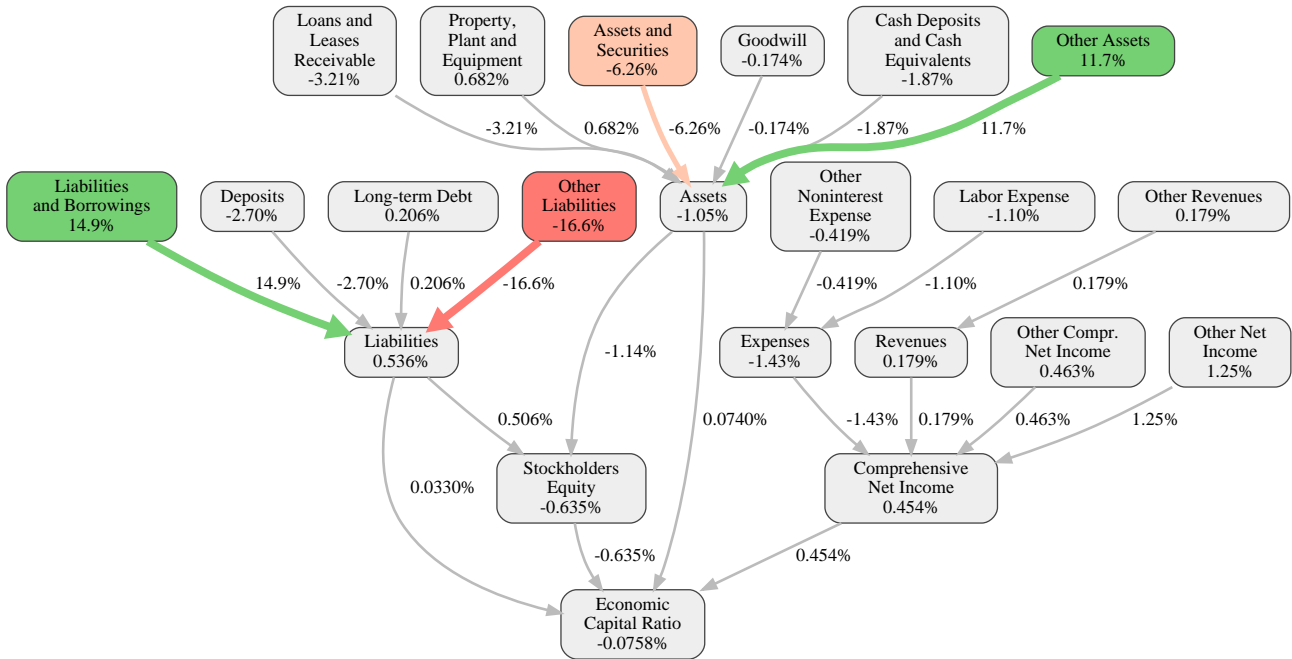 Loans and
Leases
Receivable
-3.21%
Property,
Plant and
Equipment
0.682%
Assets and
Securities
-6.26%
Goodwill
-0.174%
Cash Deposits
and Cash
Equivalents
-1.87%
Other Assets
11.7%
-3.21%
0.682%
-6.26%
-0.174%
-1.87%
11.7%
Liabilities
and Borrowings
14.9%
Deposits
-2.70%
Long-term Debt
0.206%
Other
Liabilities
-16.6%
Assets
-1.05%
Other
Noninterest
Expense
-0.419%
Labor Expense
-1.10%
Other Revenues
0.179%
14.9%
-2.70%
0.206%
-16.6%
-0.419%
-1.10%
0.179%
Liabilities
0.536%
-1.14%
Expenses
-1.43%
Revenues
0.179%
Other Compr.
Net Income
0.463%
Other Net
Income
1.25%
0.506%
0.0740%
-1.43%
0.179%
0.463%
1.25%
0.0330%
Stockholders
Equity
-0.635%
Comprehensive
Net Income
0.454%
-0.635%
0.454%
Economic
Capital Ratio
-0.0758%